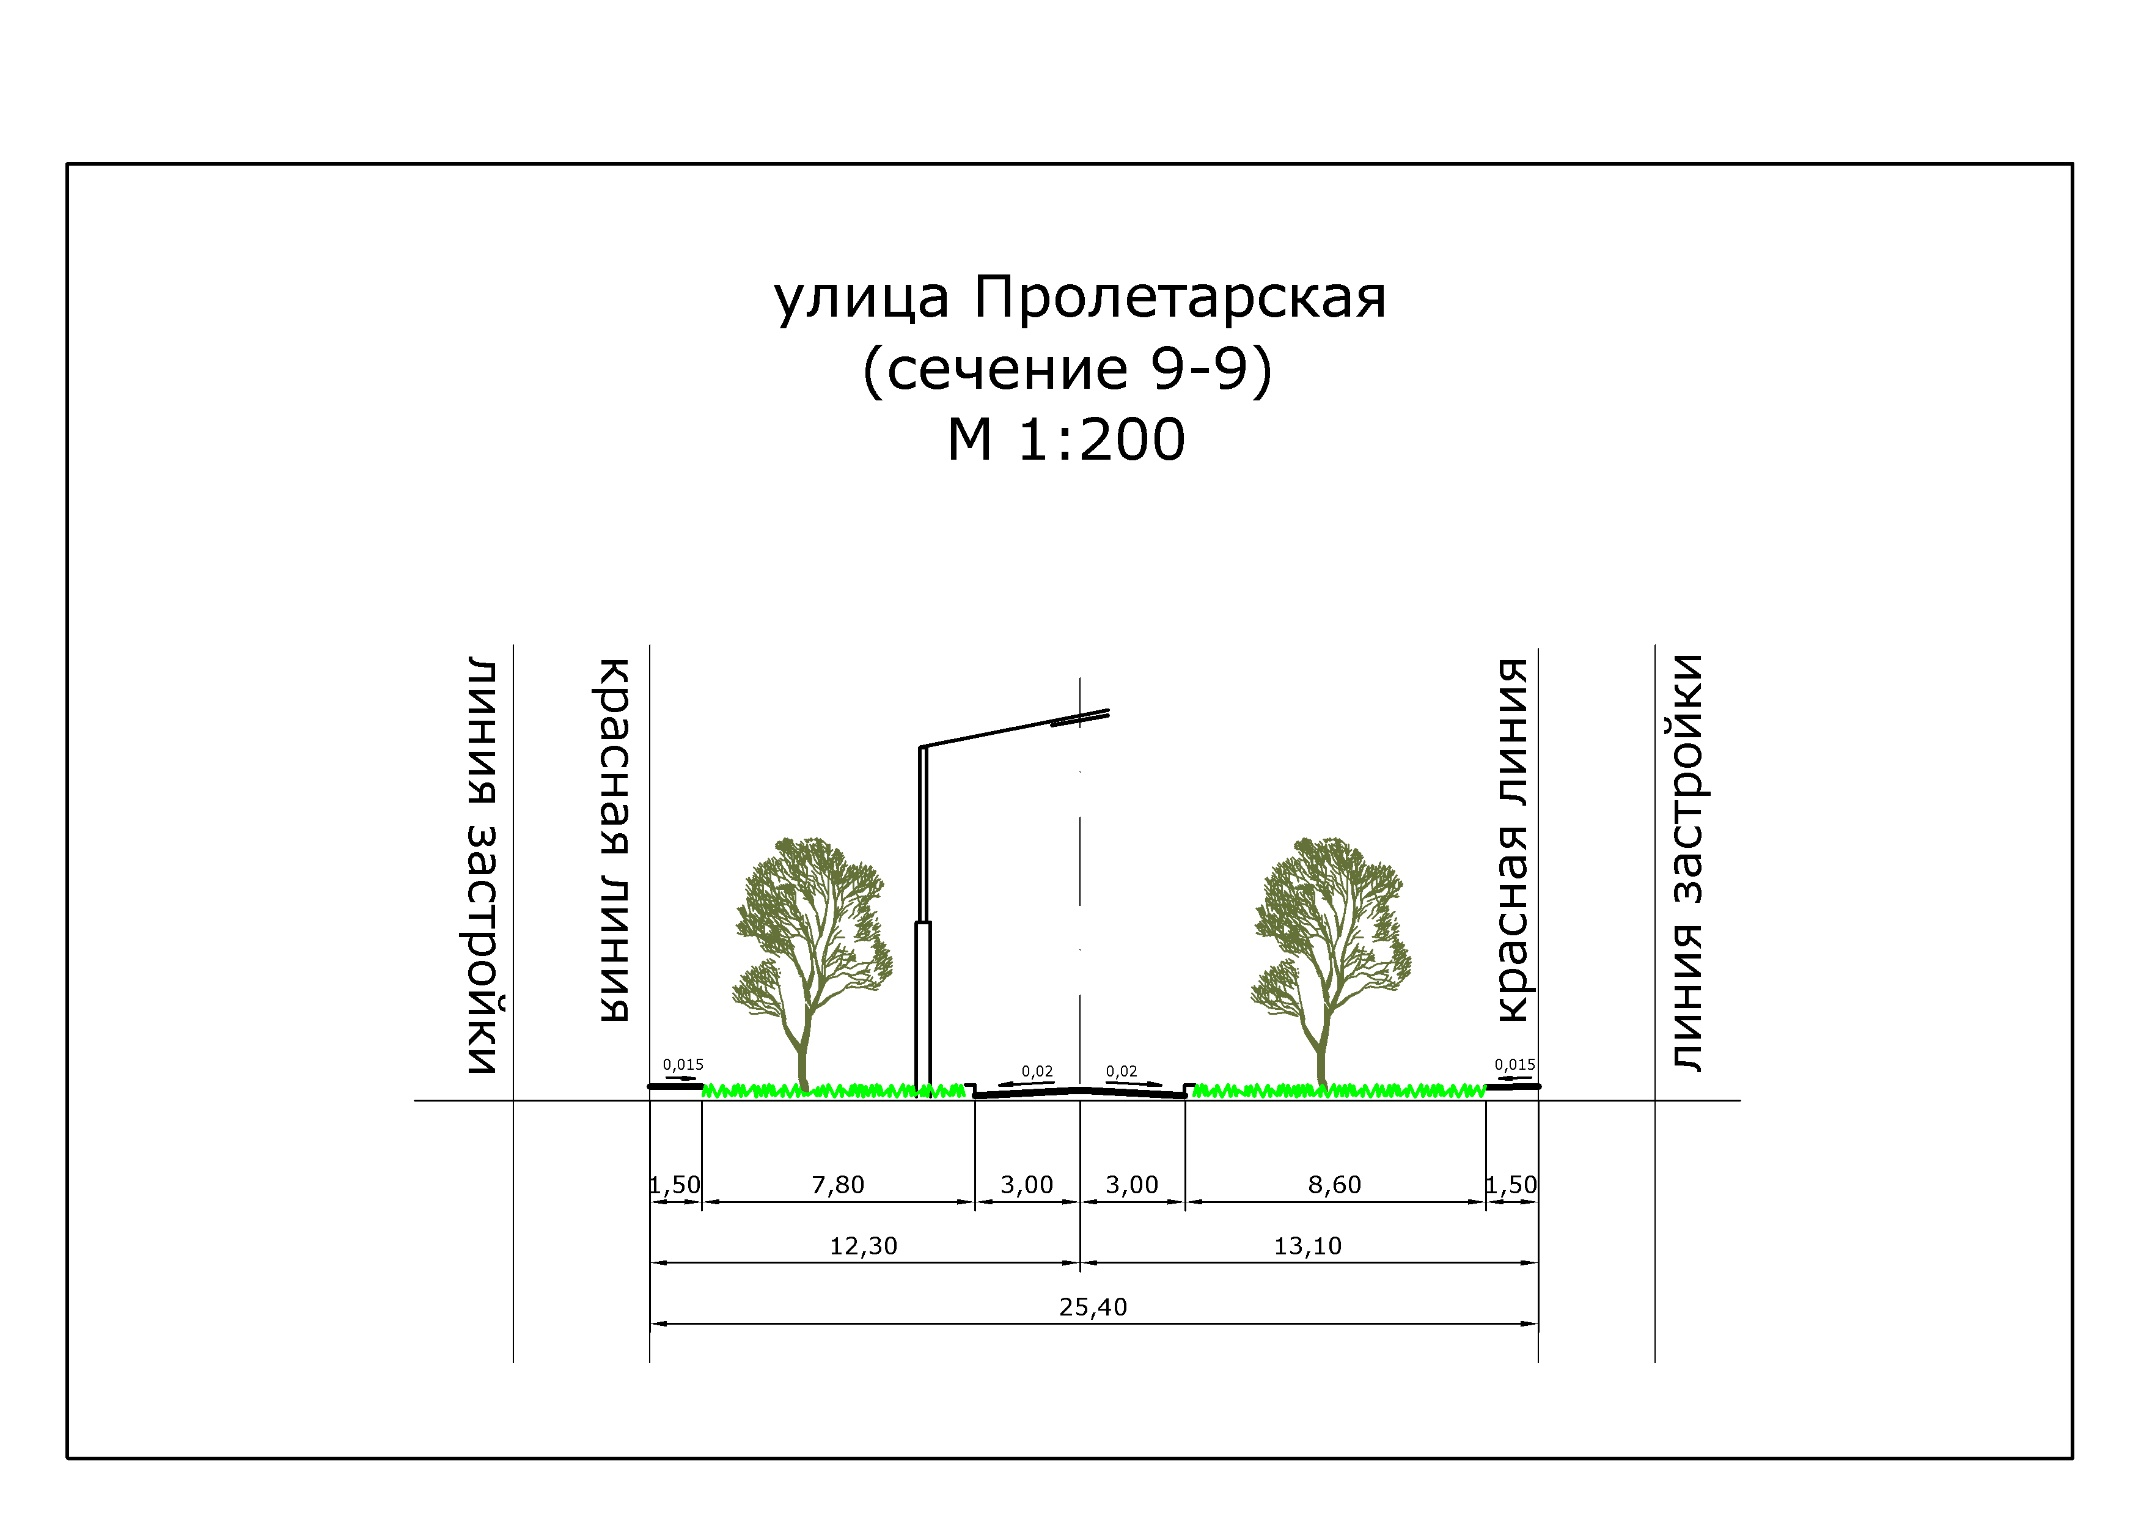 улица Пролетарская
(сечение 9-9)
М 1:200
линия застройки
красная линия
красная линия
линия застройки
0,015
0,02
0,02
0,015
1,50
7,80
3,00
3,00
8,60
1,50
12,30
13,10
25,40